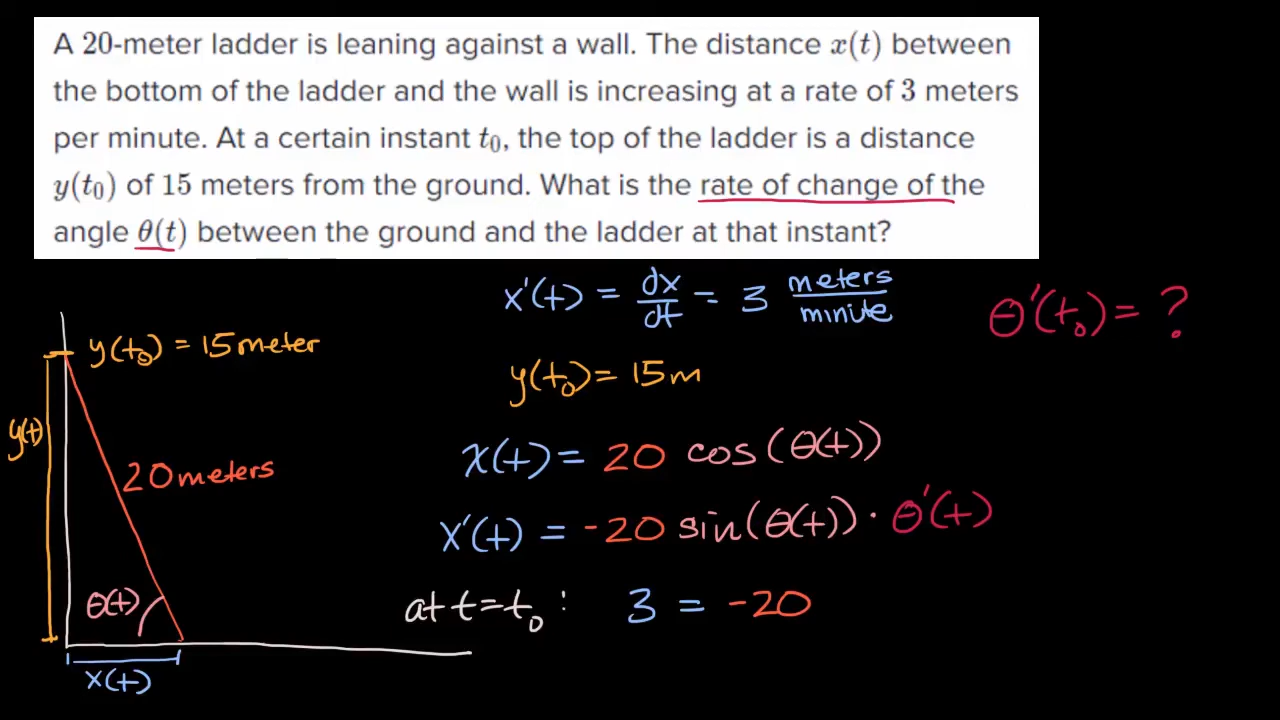 A 20-meter ladder is leaning against a wall. The distance x(t) between
the bottom of the ladder and the wall is increasing at a rate of 3 meters
per minute. At a certain instant t₀, the top of the ladder is a distance
y(t₀) of 15 meters from the ground. What is the rate of change of the
angle θ(t) between the ground and the ladder at that instant?
x'(t) = dx/dt = 3 meters/minute
θ'(t₀) = ?
y(t₀) = 15 meter
y(t₀) = 15m
y(t)
x(t) = 20 cos(θ(t))
20 meters
x'(t) = -20 sin(θ(t)) · θ'(t)
θ(t)
at t=t₀ : 3 = -20
x(t)